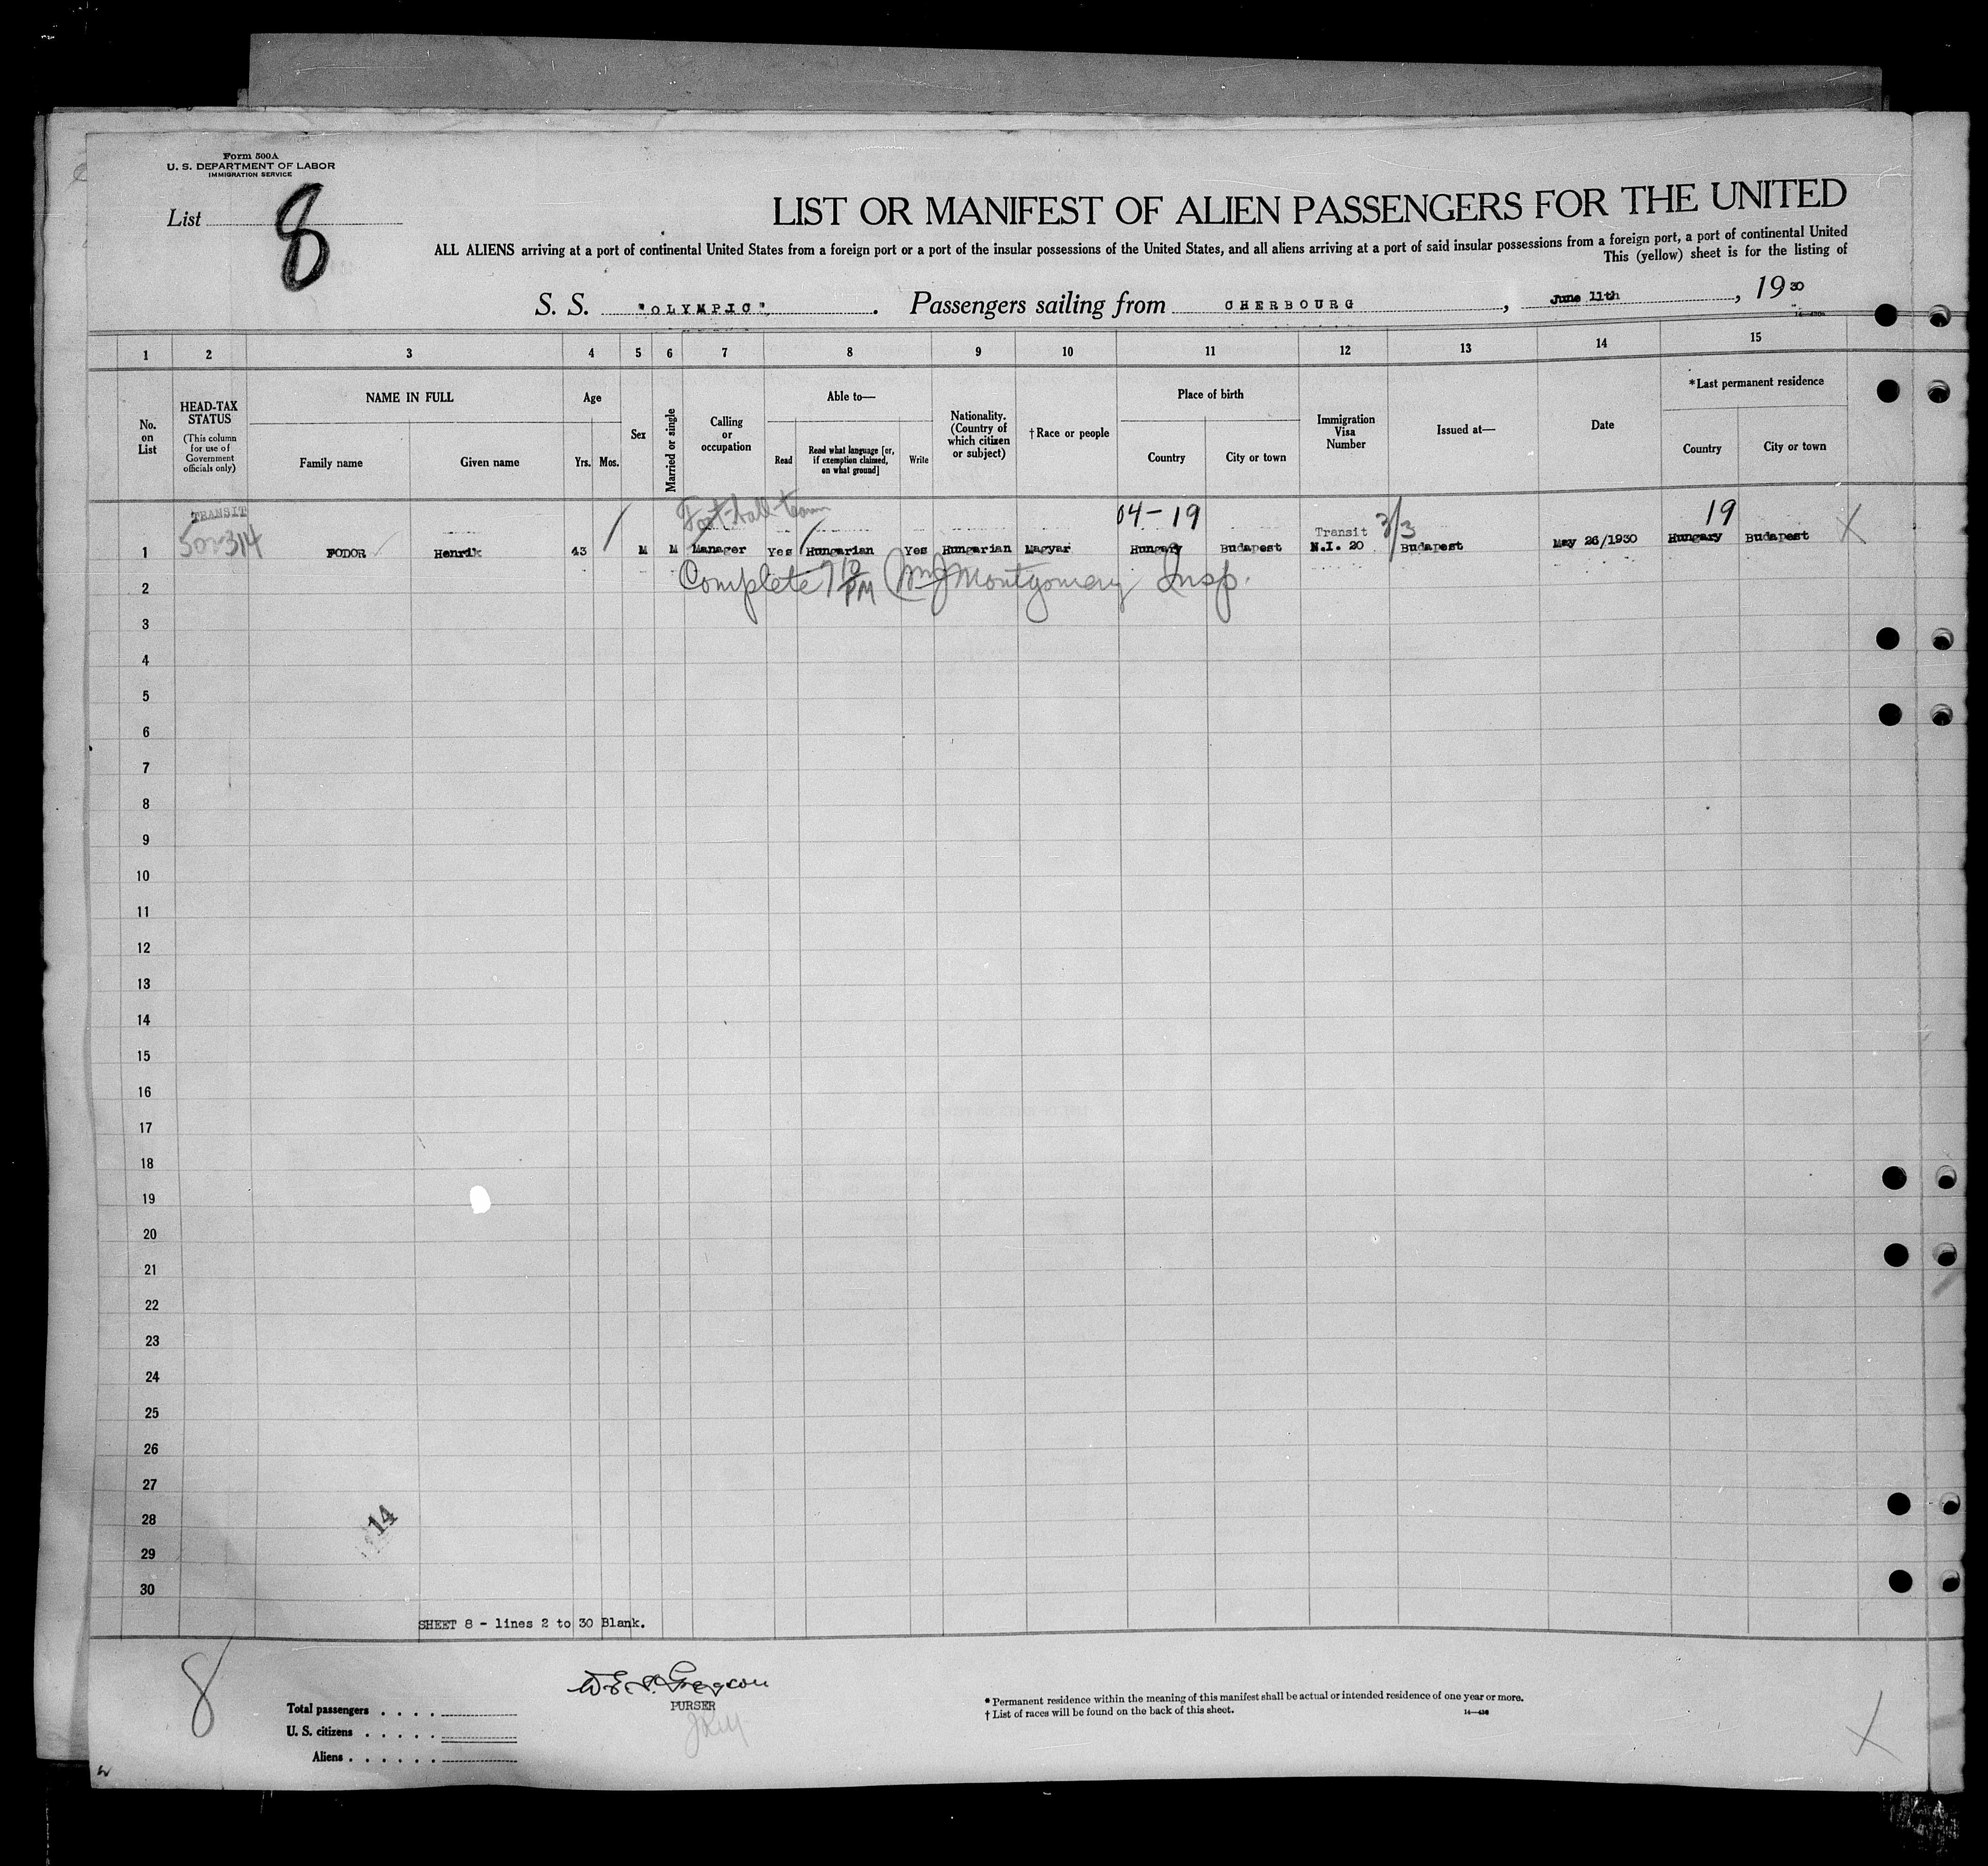 Form 500A
U. S. DEPARTMENT OF LABOR
IMMIGRATION SERVICE
List 8
LIST OR MANIFEST OF ALIEN PASSENGERS FOR THE UNITED
ALL ALIENS arriving at a port of continental United States from a foreign port or a port of the insular possessions of the United States, and all aliens arriving at a port of said insular possessions from a foreign port, a port of continental United
This (yellow) sheet is for the listing of
S. S. "OLYMPIC". Passengers sailing from CHERBOURG, June 11th, 1930
1 2 3 4 5 6 7 8 9 10 11 12 13 14 15
No. on List
HEAD-TAX STATUS
(This column for use of Government officials only)
NAME IN FULL
Family name
Given name
Age
Yrs.
Mos.
Sex
Married or single
Calling or occupation
Able to—
Read
Read what language [or, if exemption claimed, on what ground]
Write
Nationality. (Country of which citizen or subject)
†Race or people
Place of birth
Country
City or town
Immigration Visa Number
Issued at—
Date
*Last permanent residence
Country
City or town
TRANSIT Foot-ball-team 04-19 Transit 3/3 19
1 FODOR Henrik 43 M M Manager Yes Hungarian Yes Hungarian Magyar Hungary Budapest N.I. 20 Budapest May 26/1930 Hungary Budapest X
2 Complete PM Montgomery Insp.
3
4
5
6
7
8
9
10
11
12
13
14
15
16
17
18
19
20
21
22
23
24
25
26
27
28
29
30
14
SHEET 8 - lines 2 to 30 Blank.
8
PURSER
Total passengers
U. S. citizens
Aliens
* Permanent residence within the meaning of this manifest shall be actual or intended residence of one year or more.
† List of races will be found on the back of this sheet.
X